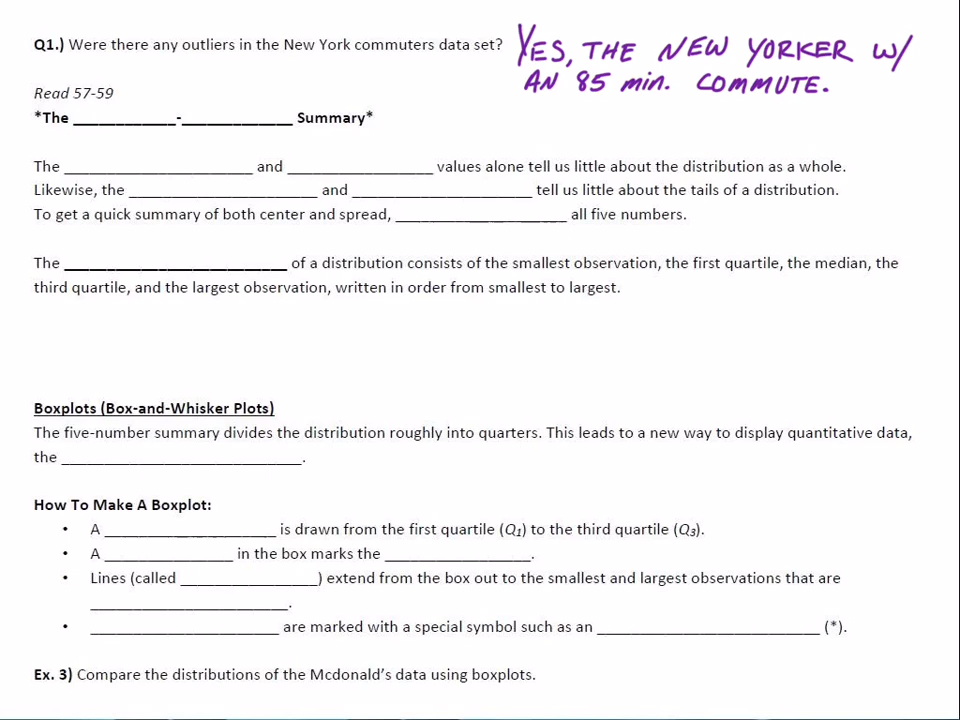 Q1.) Were there any outliers in the New York commuters data set? YES, THE NEW YORKER W/
AN 85 min. COMMUTE.
Read 57-59
*The ____________-_____________ Summary*
The ______________________ and _________________ values alone tell us little about the distribution as a whole.
Likewise, the ______________________ and _____________________ tell us little about the tails of a distribution.
To get a quick summary of both center and spread, ____________________ all five numbers.
The __________________________ of a distribution consists of the smallest observation, the first quartile, the median, the
third quartile, and the largest observation, written in order from smallest to largest.
Boxplots (Box-and-Whisker Plots)
The five-number summary divides the distribution roughly into quarters. This leads to a new way to display quantitative data,
the ____________________________.
How To Make A Boxplot:
• A ____________________ is drawn from the first quartile (Q1) to the third quartile (Q3).
• A _______________ in the box marks the _________________.
• Lines (called ________________) extend from the box out to the smallest and largest observations that are
_______________________.
• ______________________ are marked with a special symbol such as an __________________________ (*).
Ex. 3) Compare the distributions of the Mcdonald's data using boxplots.